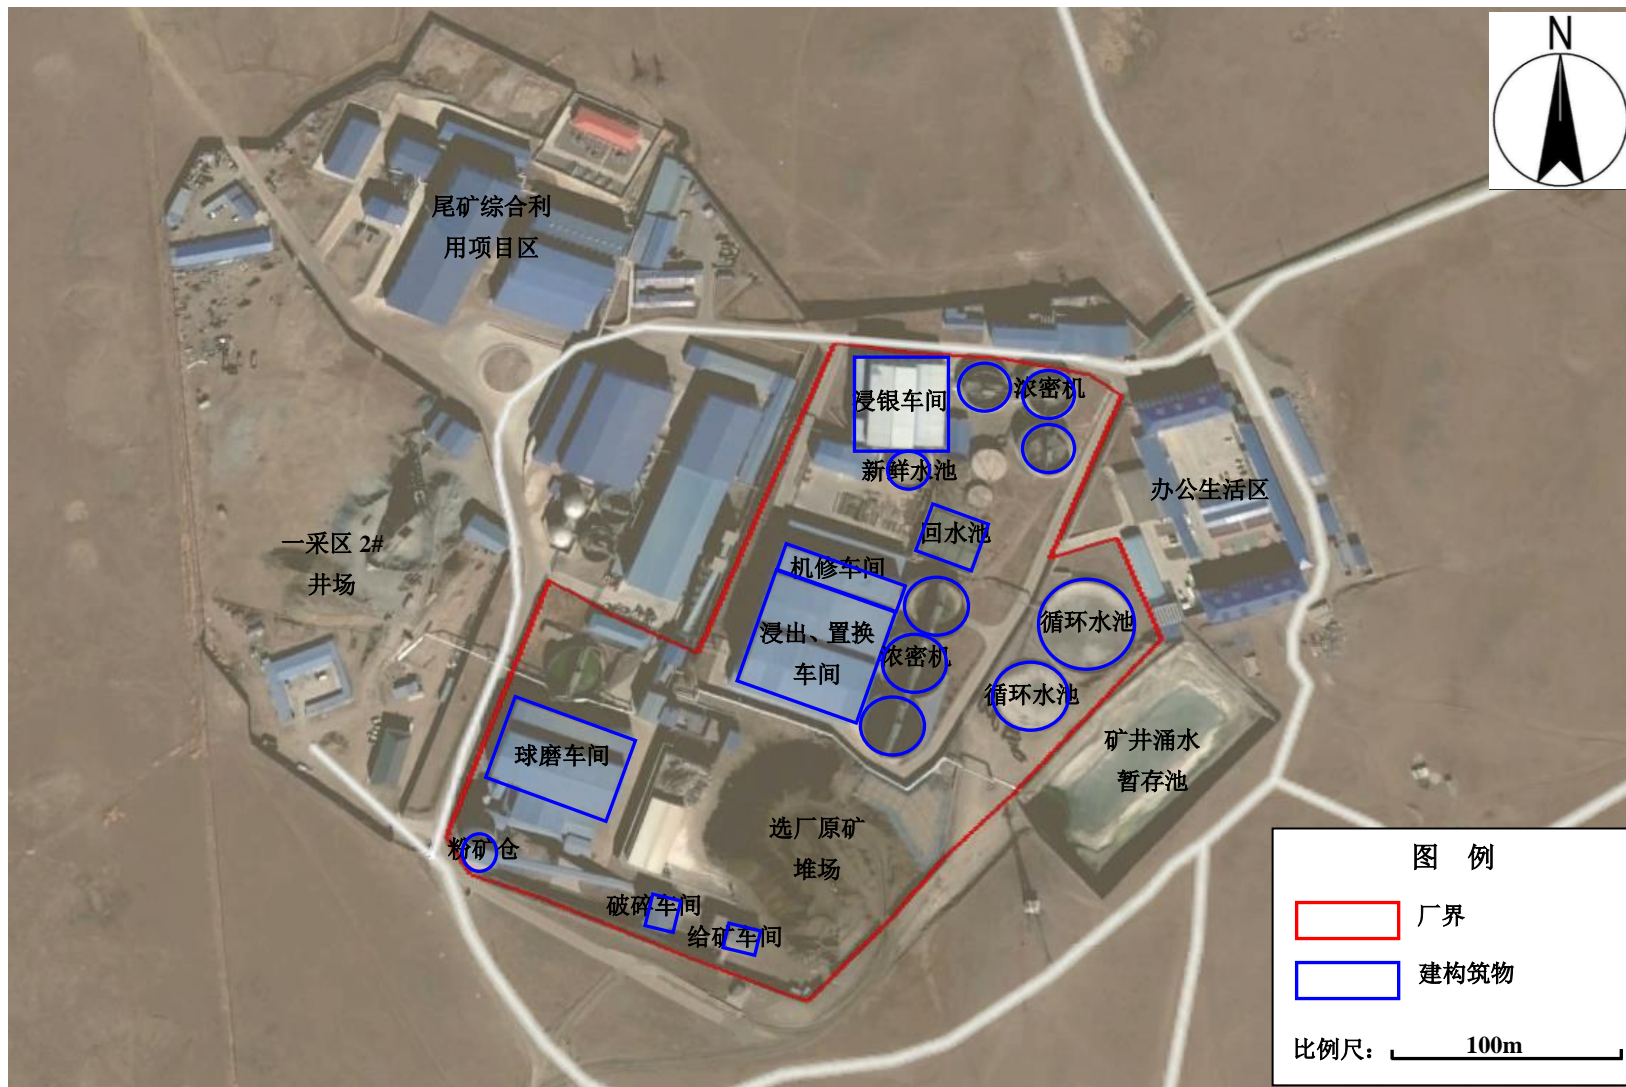 N
尾矿综合利
用项目区
浸银车间
浓密机
新鲜水池
办公生活区
回水池
一采区 2#
井场
机修车间
浸出、置换
车间
浓密机
循环水池
循环水池
球磨车间
矿井涌水
暂存池
粉矿仓
选厂原矿
堆场
破碎车间
给矿车间
图 例
厂界
建构筑物
比例尺： 100m